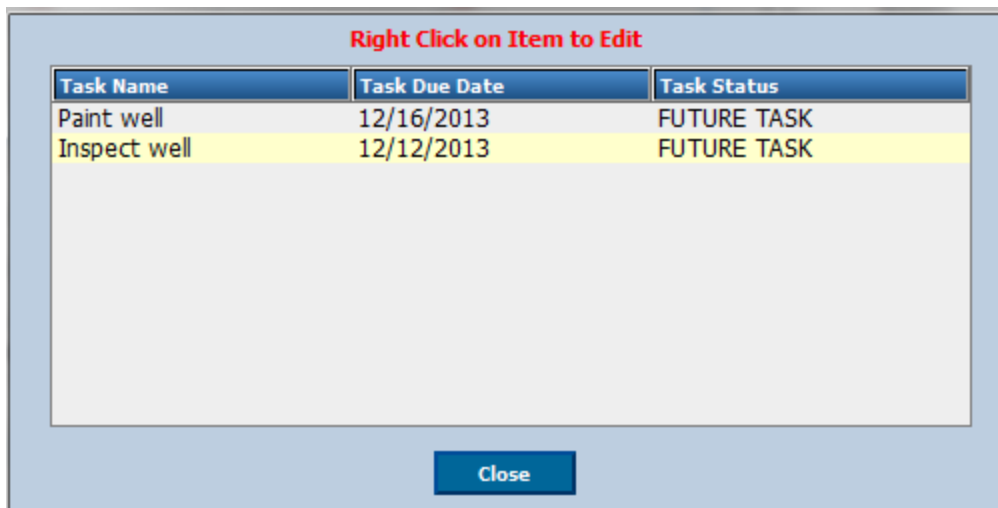 Right Click on Item to Edit
Task Name Task Due Date Task Status
Paint well 12/16/2013 FUTURE TASK
Inspect well 12/12/2013 FUTURE TASK
Close